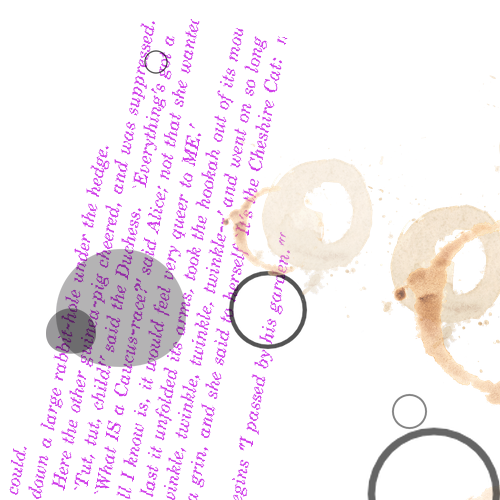 could.
down a large rabbit-hole under the hedge.
Here the other guinea-pig cheered, and was suppressed.
`Tut, tut, child!' said the Duchess. `Everything's got a
`What IS a Caucus-race?' said Alice; not that she wanted
ll I know is, it would feel very queer to ME.'
last it unfolded its arms, took the hookah out of its mou
winkle, twinkle, twinkle, twinkle--' and went on so long
a grin, and she said to herself `It's the Cheshire Cat:
egins "I passed by his garden."'